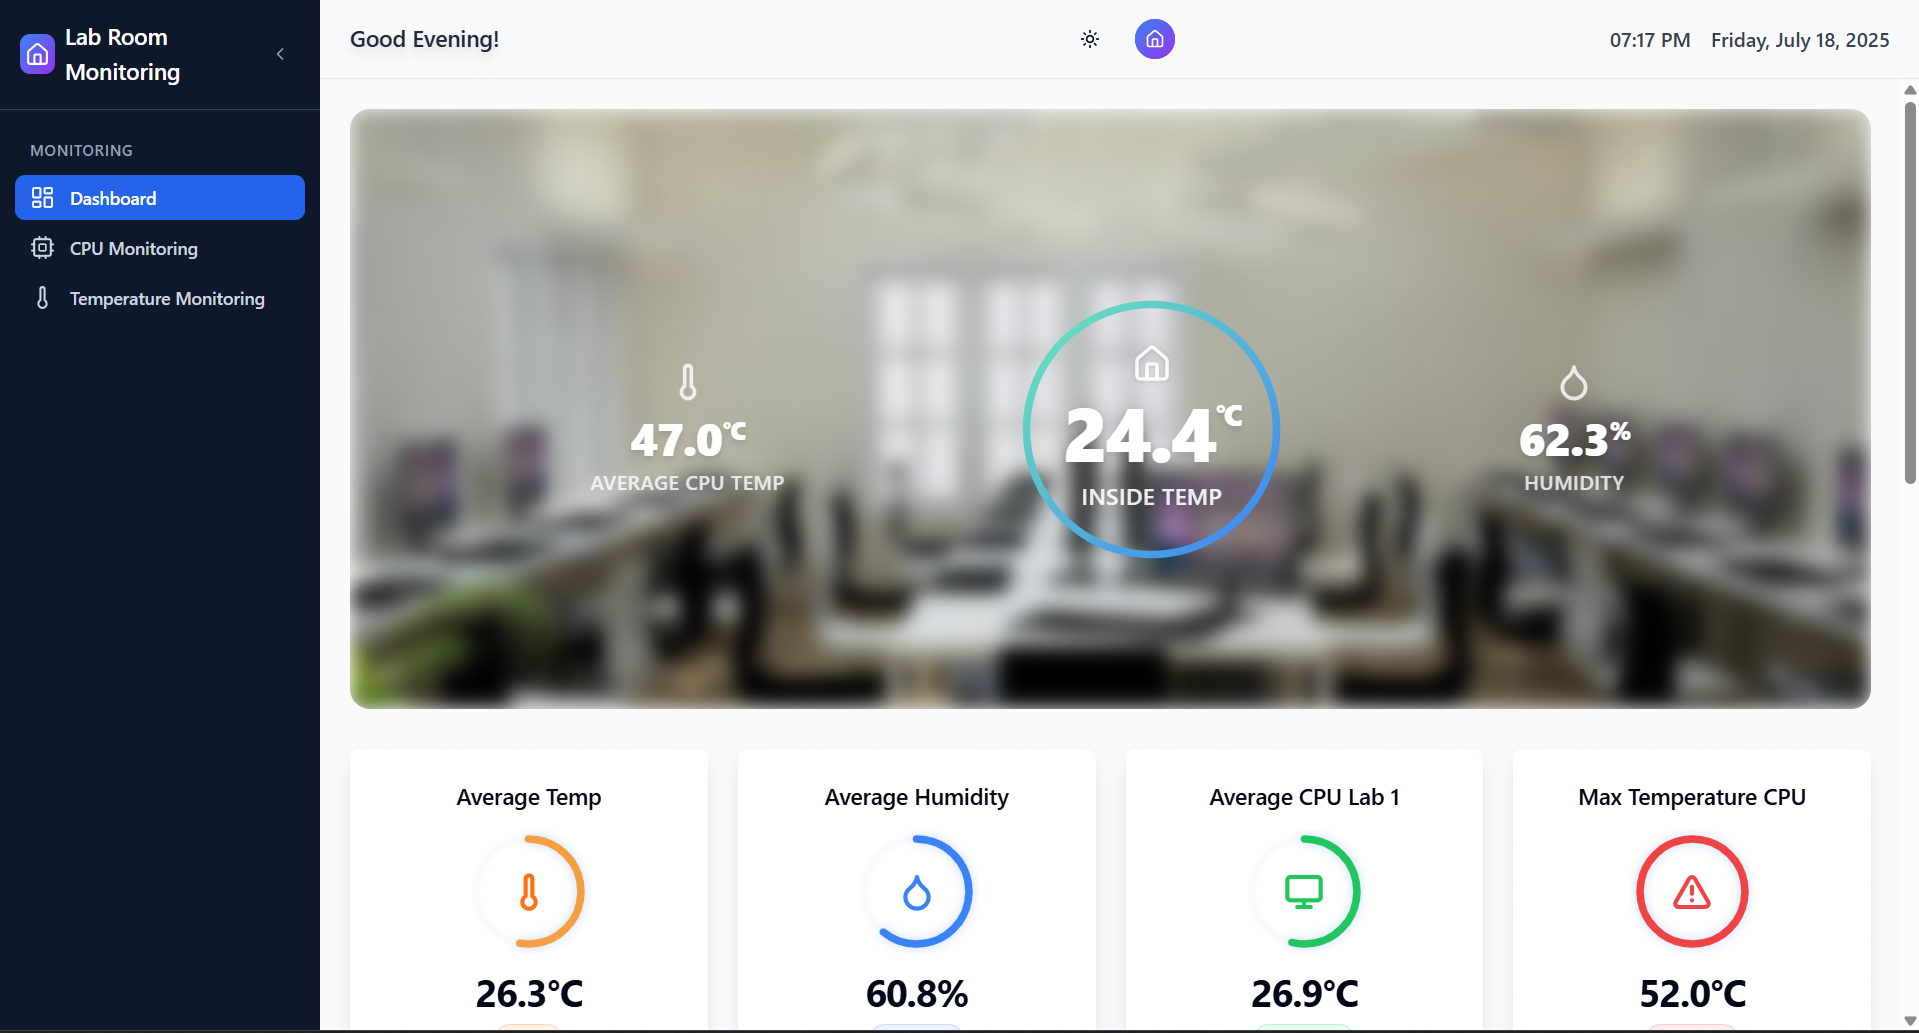 Lab Room
Monitoring
Good Evening!
07:17 PM Friday, July 18, 2025
MONITORING
Dashboard
CPU Monitoring
Temperature Monitoring
47.0°C
AVERAGE CPU TEMP
24.4°C
INSIDE TEMP
62.3%
HUMIDITY
Average Temp
26.3°C
Average Humidity
60.8%
Average CPU Lab 1
26.9°C
Max Temperature CPU
52.0°C